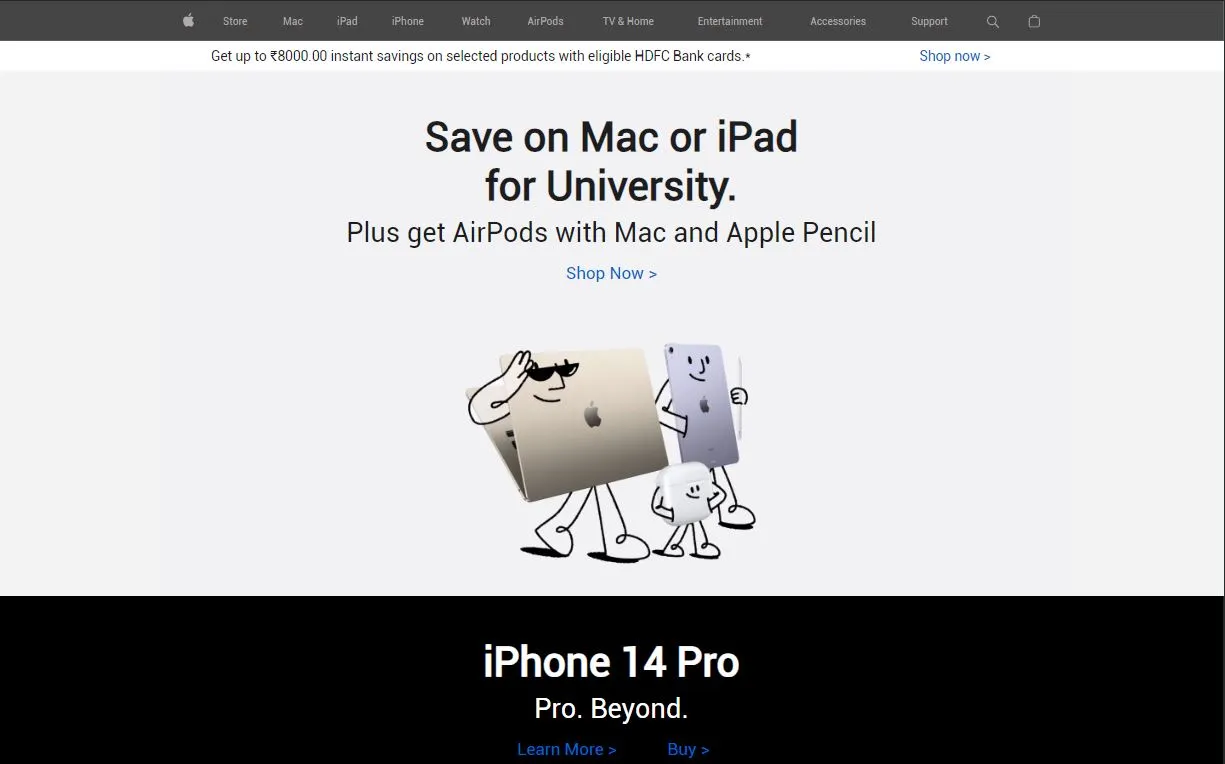 Store Mac iPad iPhone Watch AirPods TV & Home Entertainment Accessories Support
Get up to ₹8000.00 instant savings on selected products with eligible HDFC Bank cards.* Shop now >
Save on Mac or iPad
for University.
Plus get AirPods with Mac and Apple Pencil
Shop Now >
iPhone 14 Pro
Pro. Beyond.
Learn More > Buy >